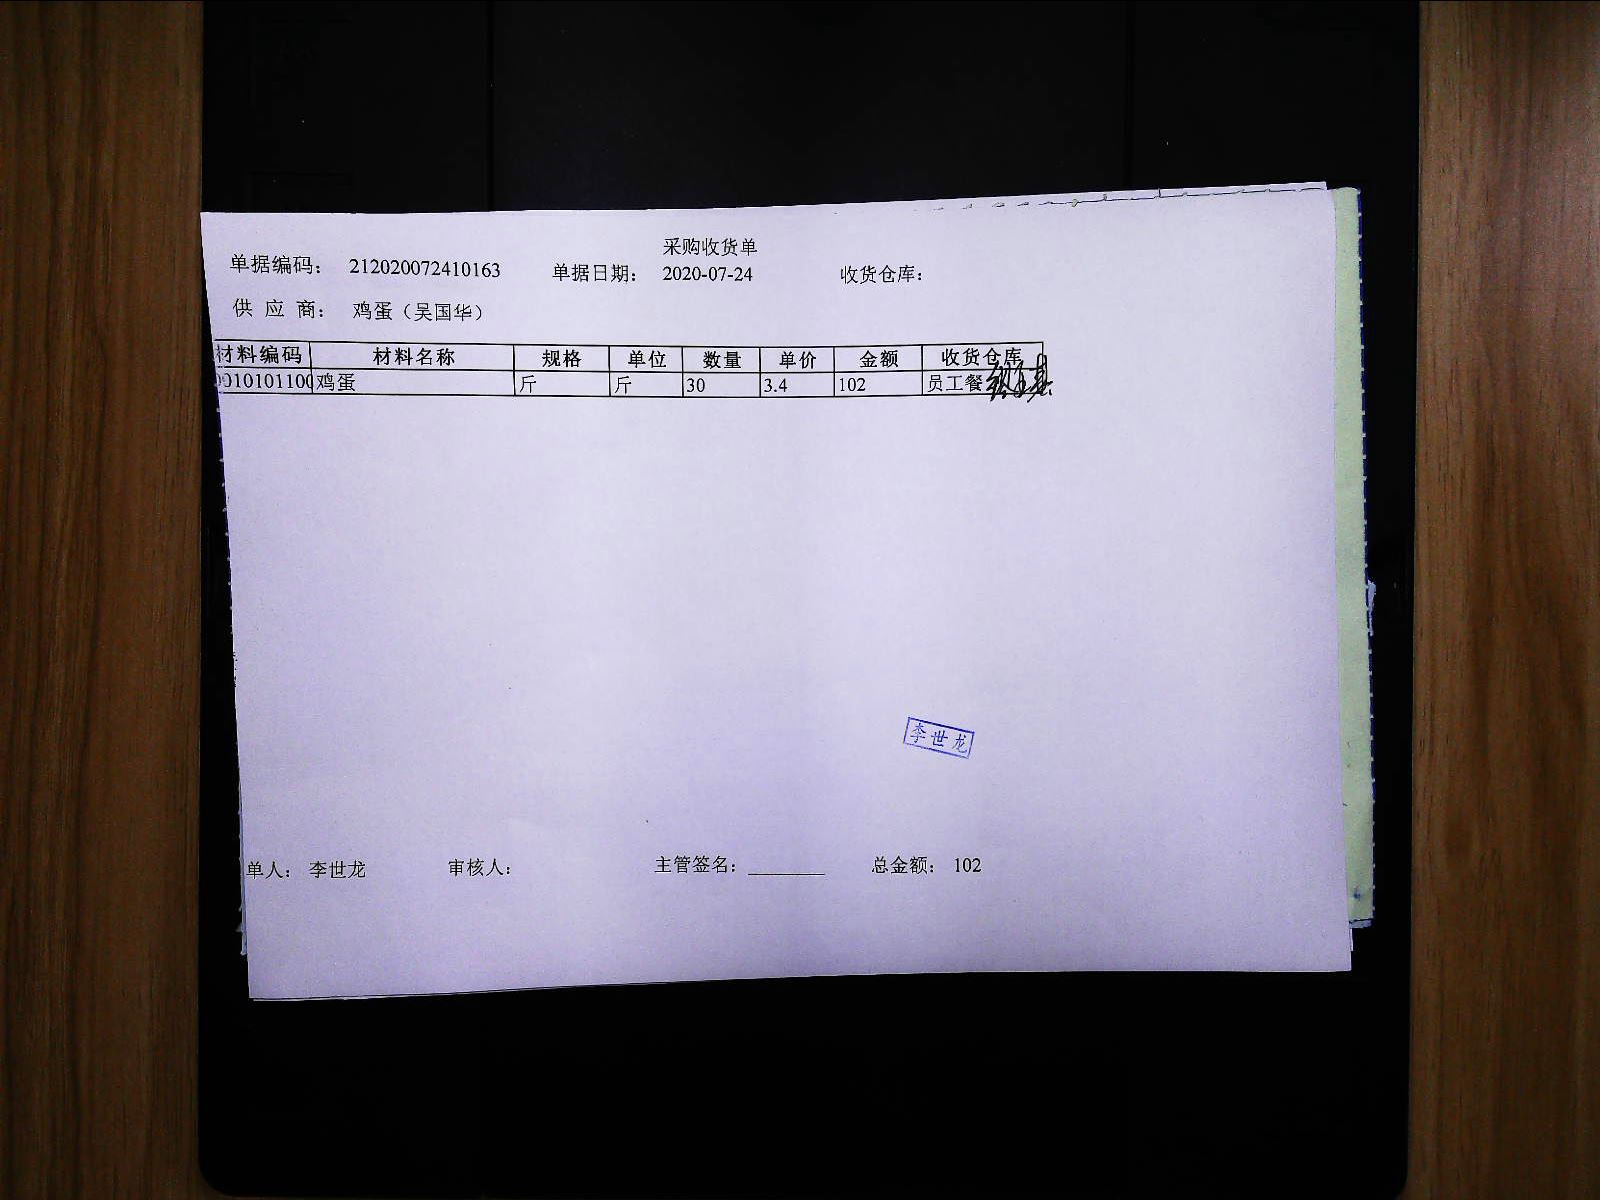 采购收货单
单据编码： 212020072410163 单据日期： 2020-07-24 收货仓库：
供 应 商： 鸡蛋（吴国华）
材料编码 材料名称 规格 单位 数量 单价 金额 收货仓库
0010101100 鸡蛋 斤 斤 30 3.4 102 员工餐
李世龙
单人： 李世龙 审核人： 主管签名： 总金额： 102